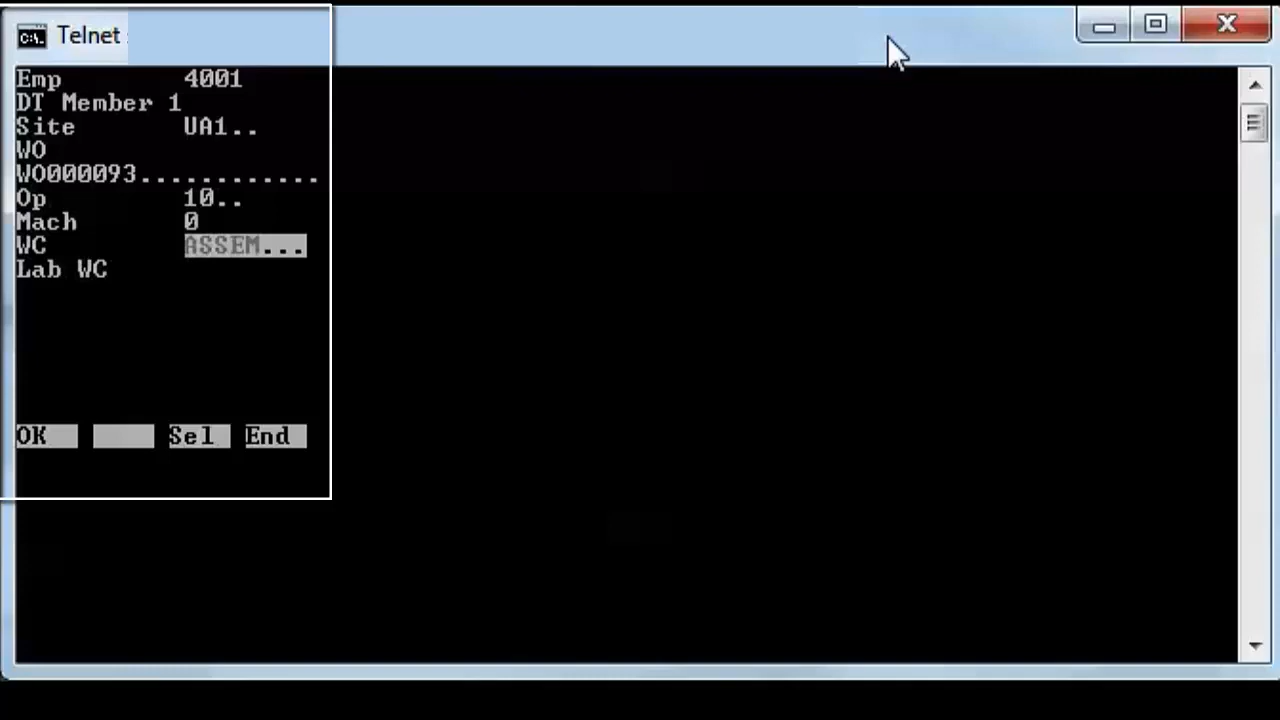 Telnet
Emp 4001
DT Member 1
Site UA1..
WO
WO000093............
Op 10..
Mach 0
WC ASSEM...
Lab WC
OK Sel End